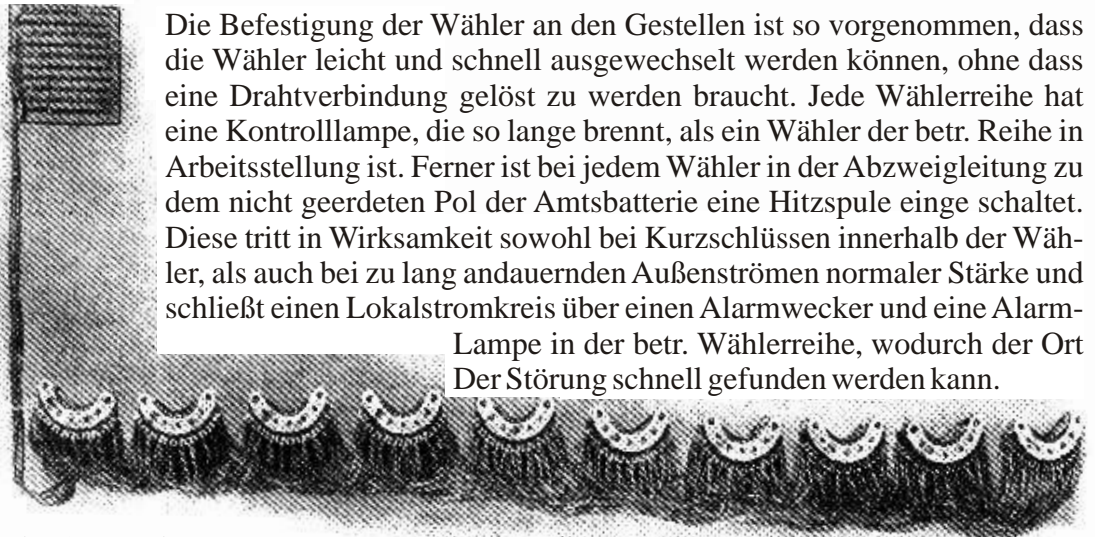 Die Befestigung der Wähler an den Gestellen ist so vorgenommen, dass
die Wähler leicht und schnell ausgewechselt werden können, ohne dass
eine Drahtverbindung gelöst zu werden braucht. Jede Wählerreihe hat
eine Kontrolllampe, die so lange brennt, als ein Wähler der betr. Reihe in
Arbeitsstellung ist. Ferner ist bei jedem Wähler in der Abzweigleitung zu
dem nicht geerdeten Pol der Amtsbatterie eine Hitzspule einge schaltet.
Diese tritt in Wirksamkeit sowohl bei Kurzschlüssen innerhalb der Wäh-
ler, als auch bei zu lang andauernden Außenströmen normaler Stärke und
schließt einen Lokalstromkreis über einen Alarmwecker und eine Alarm-
Lampe in der betr. Wählerreihe, wodurch der Ort
Der Störung schnell gefunden werden kann.